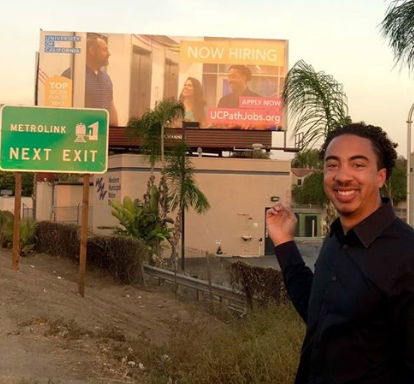 UNIVERSITY
OF
CALIFORNIA
NOW HIRING
TOP
APPLY NOW
UCPathJobs.org
METROLINK
NEXT EXIT